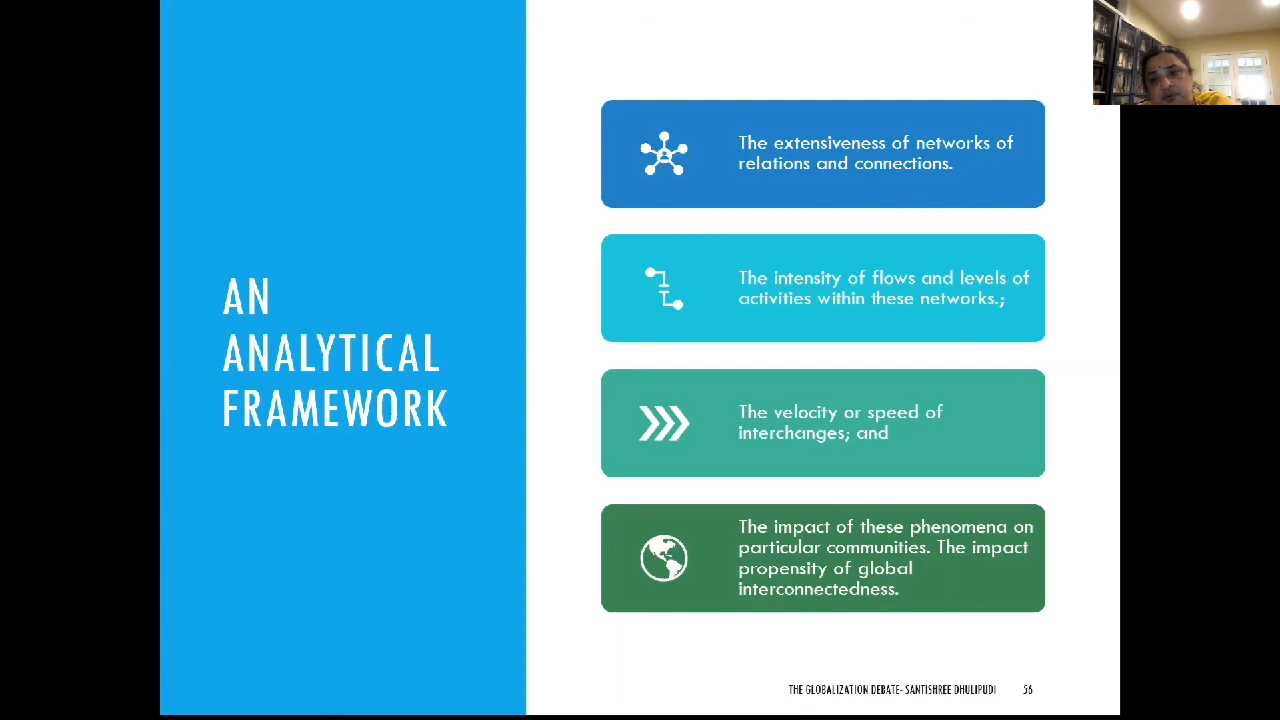 AN
ANALYTICAL
FRAMEWORK
The extensiveness of networks of
relations and connections.
The intensity of flows and levels of
activities within these networks.;
The velocity or speed of
interchanges; and
The impact of these phenomena on
particular communities. The impact
propensity of global
interconnectedness.
THE GLOBALIZATION DEBATE- SANTISHREE DHULIPUDI 56